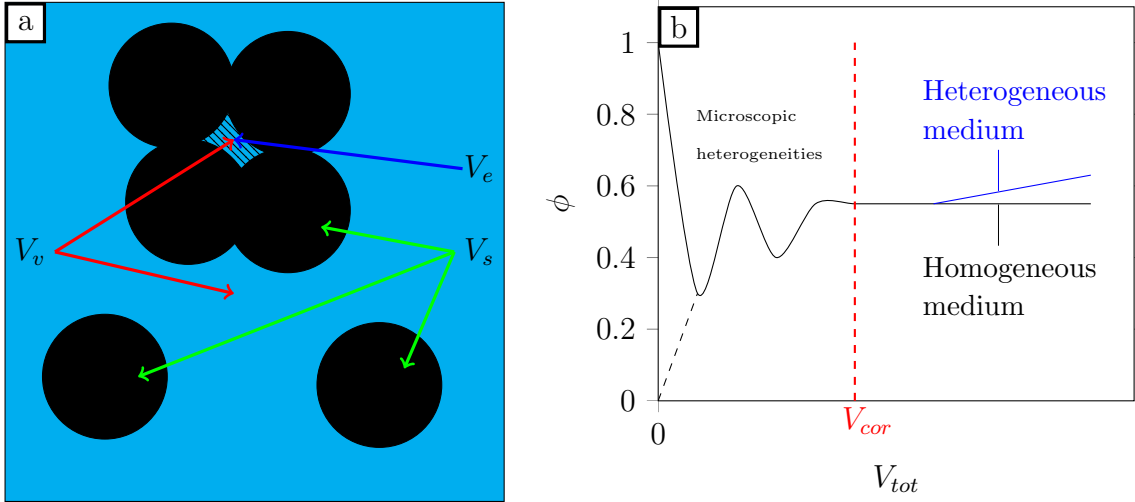 a
V_e
V_v
V_s
b
1
0.8
0.6
0.4
0.2
0
ϕ
Microscopic
heterogeneities
Heterogeneous
medium
Homogeneous
medium
V_cor
0
V_tot